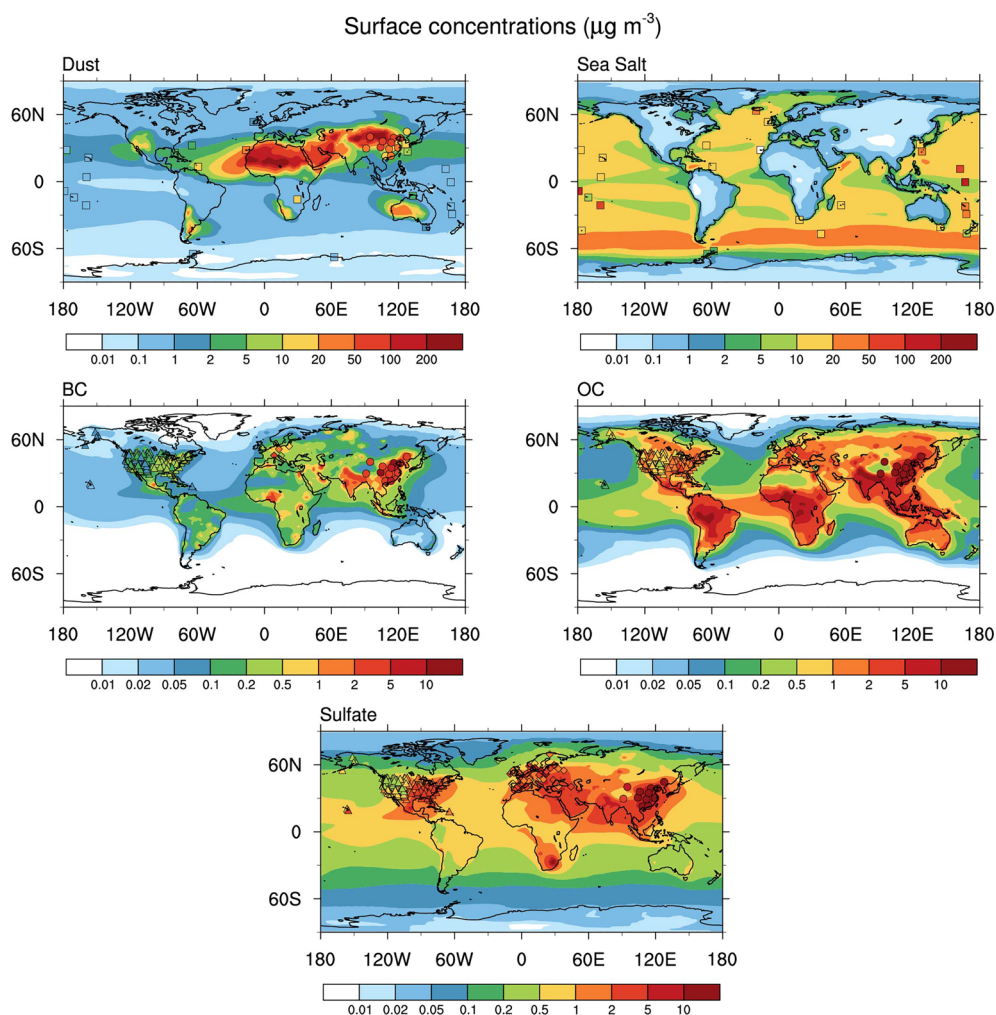 Surface concentrations (µg m⁻³)
Dust
60N
0
60S
180 120W 60W 0 60E 120E 180
0.01 0.1 1 2 5 10 20 50 100 200
Sea Salt
60N
0
60S
180 120W 60W 0 60E 120E 180
0.01 0.1 1 2 5 10 20 50 100 200
BC
60N
0
60S
180 120W 60W 0 60E 120E 180
0.01 0.02 0.05 0.1 0.2 0.5 1 2 5 10
OC
60N
0
60S
180 120W 60W 0 60E 120E 180
0.01 0.02 0.05 0.1 0.2 0.5 1 2 5 10
Sulfate
60N
0
60S
180 120W 60W 0 60E 120E 180
0.01 0.02 0.05 0.1 0.2 0.5 1 2 5 10